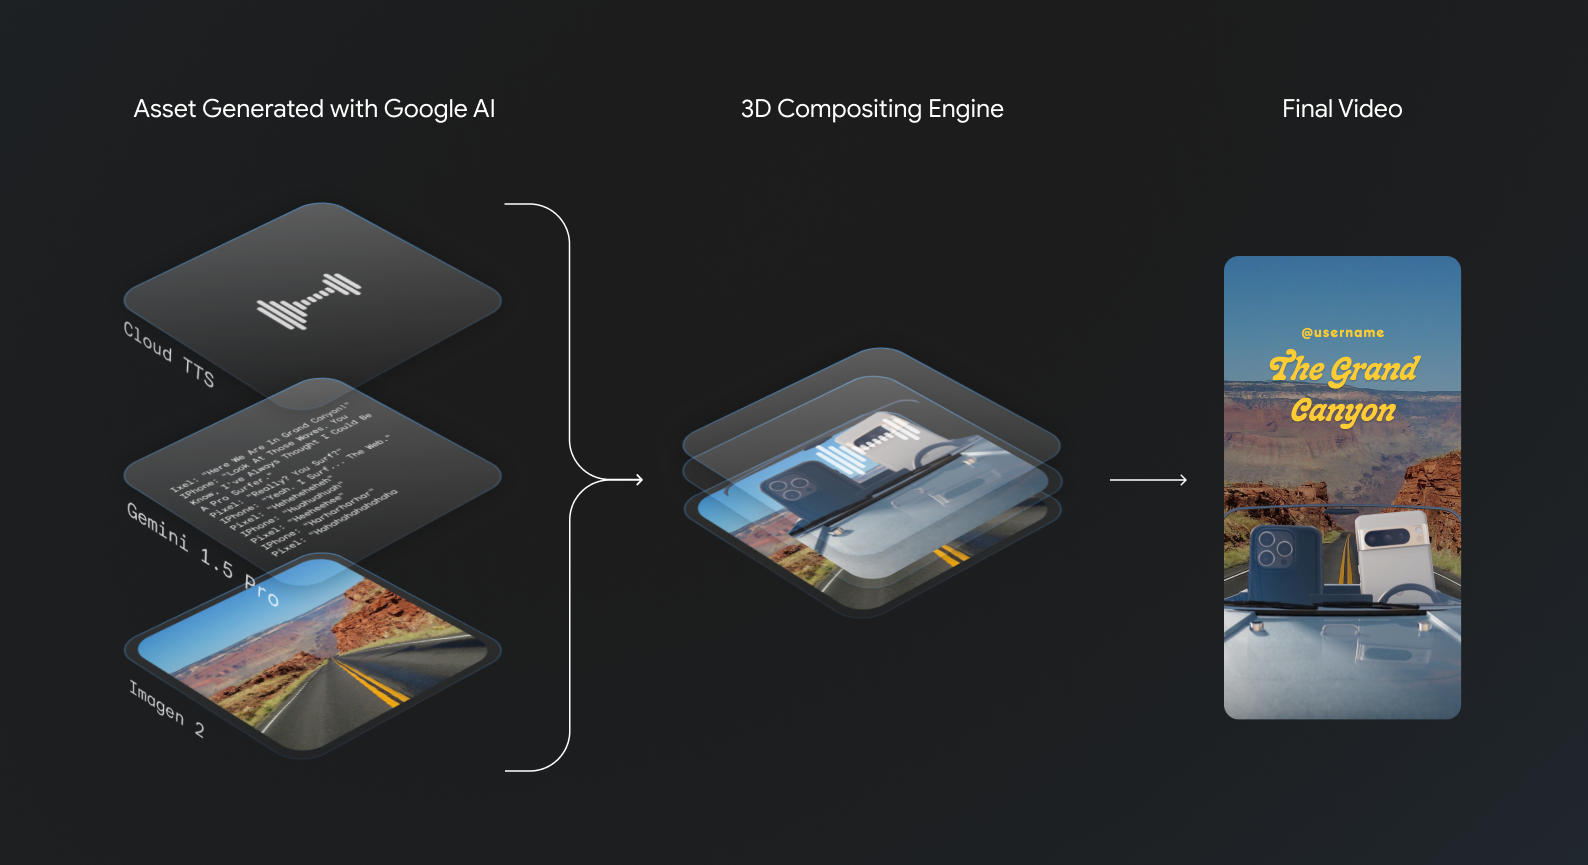 Asset Generated with Google AI
3D Compositing Engine
Final Video
Cloud TTS
Ixel: "Here We Are In Grand Canyon!"
IPhone: "Look At Those Waves. You
Know, I've Always Thought I Could Be
A Pro Surfer."
Pixel: "Really? You Surf?"
IPhone: "Yeah. I Surf... The Web."
Pixel: "Heheheheheh"
IPhone: "Huahuahuah"
Pixel: "Heeheehee"
IPhone: "Harharharhar"
Pixel: "Hahahahahahahaha
Gemini 1.5 Pro
Imagen 2
@username
The Grand
Canyon